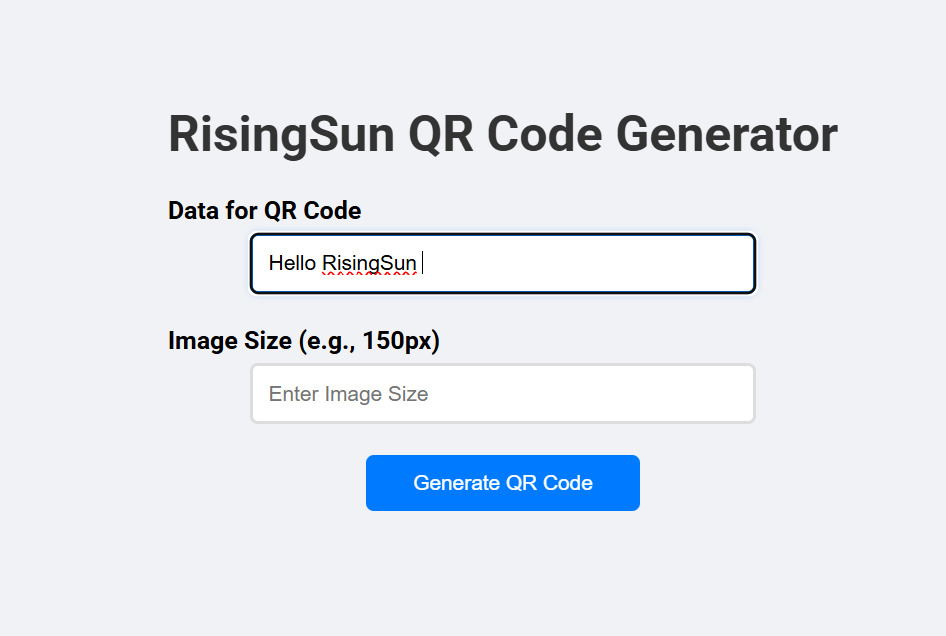 RisingSun QR Code Generator
Data for QR Code
Hello RisingSun
Image Size (e.g., 150px)
Enter Image Size
Generate QR Code